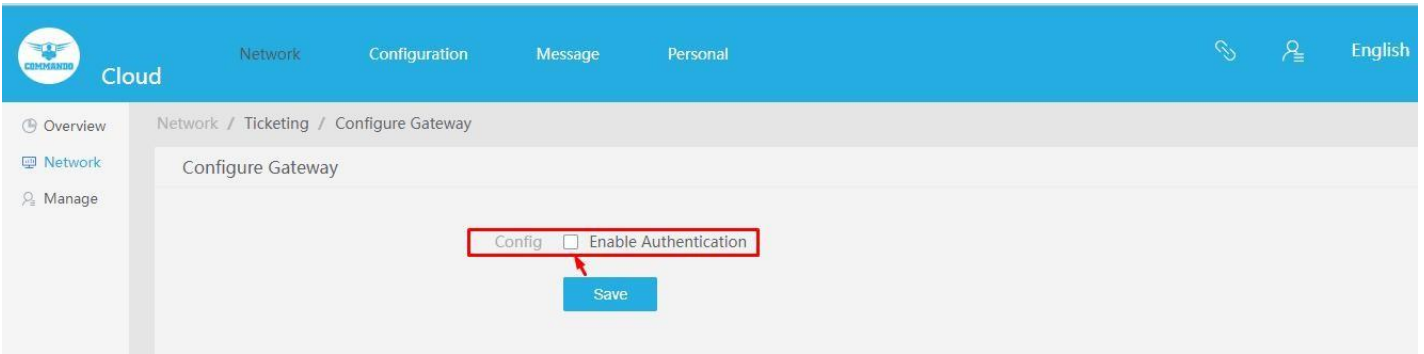 COMMANDO
Cloud
Network Configuration Message Personal English
Overview
Network / Ticketing / Configure Gateway
Network
Configure Gateway
Manage
Config Enable Authentication
Save